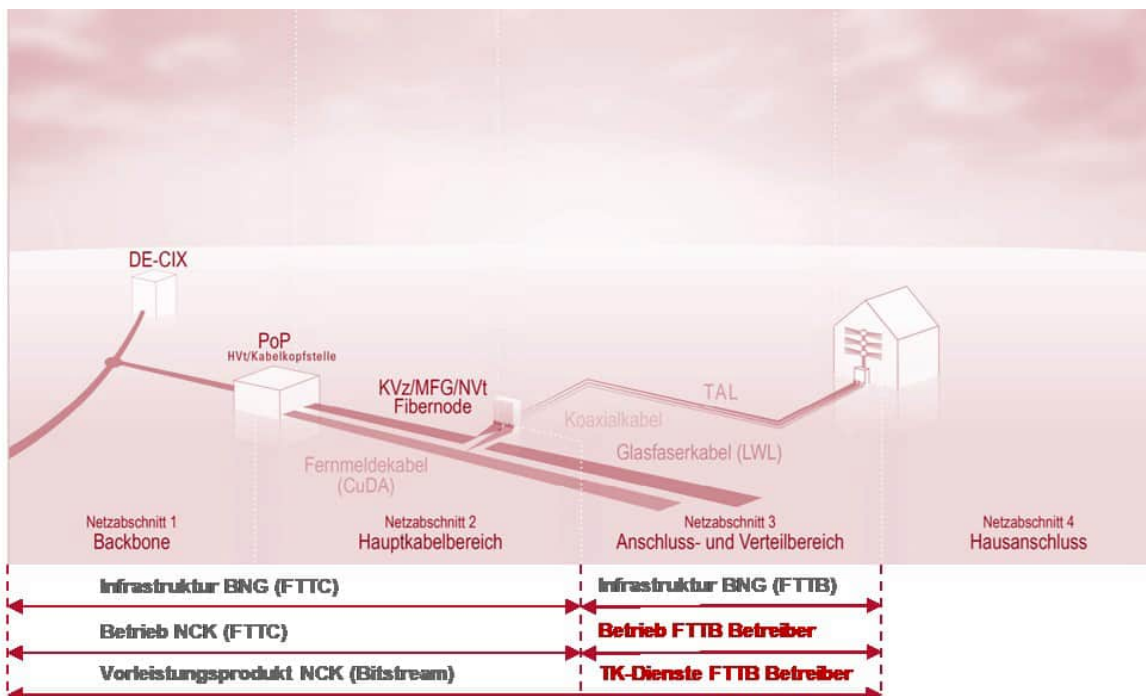 DE-CIX
PoP
HVt/Kabelkopfstelle
KVz/MFG/NVt
Fibernode
TAL
Koaxialkabel
Glasfaserkabel (LWL)
Fernmeldekabel
(CuDA)
Netzabschnitt 1
Backbone
Netzabschnitt 2
Hauptkabelbereich
Netzabschnitt 3
Anschluss- und Verteilbereich
Netzabschnitt 4
Hausanschluss
Infrastruktur BNG (FTTC)
Infrastruktur BNG (FTTB)
Betrieb NCK (FTTC)
Betrieb FTTB Betreiber
Vorleistungsprodukt NCK (Bitstream)
TK-Dienste FTTB Betreiber